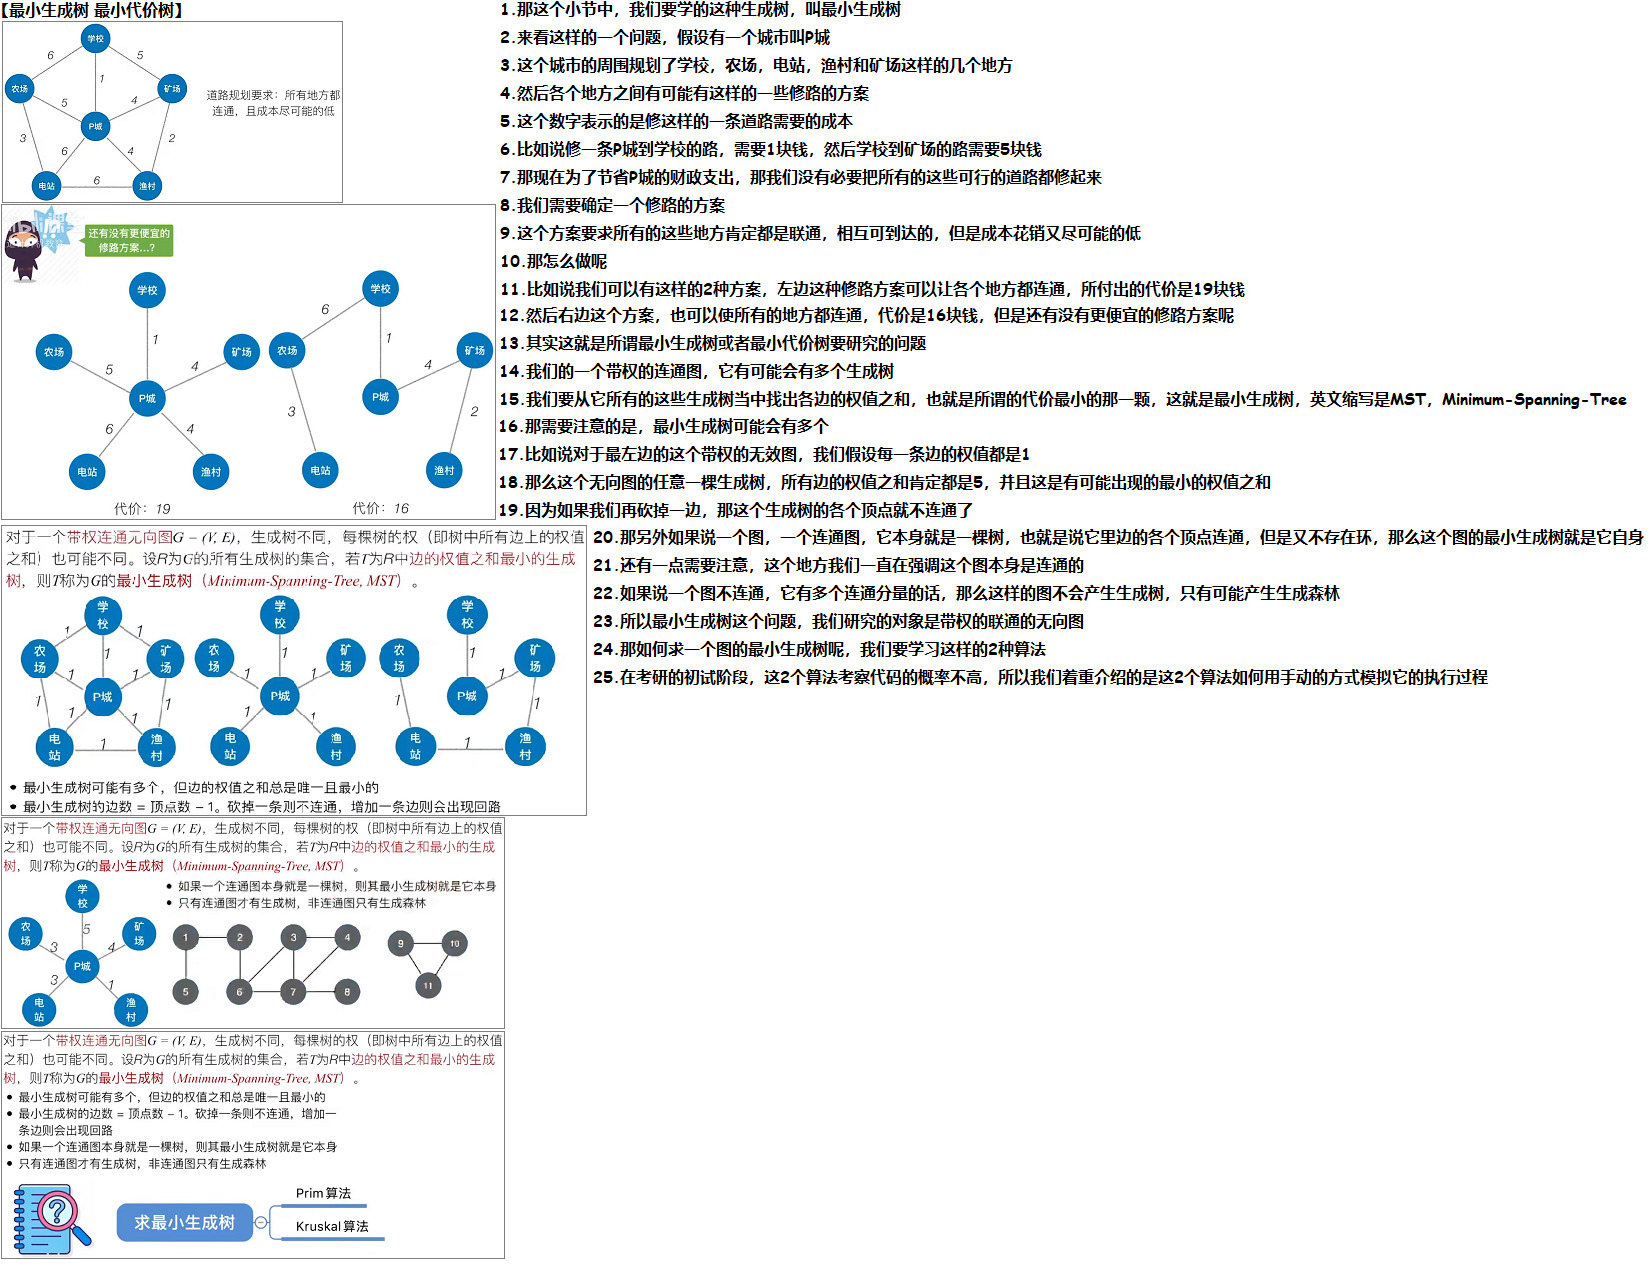 【最小生成树 最小代价树】
学校
6
5
1
农场
矿场
5
4
P城
3
2
6
4
电站
6
渔村
道路规划要求：所有地方都
连通，且成本尽可能的低
还有没有更便宜的
修路方案...?
学校
1
农场
矿场
5
4
P城
6
4
电站
渔村
代价：19
学校
6
1
农场
矿场
4
P城
3
2
电站
渔村
代价：16
对于一个带权连通无向图G = (V, E)，生成树不同，每棵树的权（即树中所有边上的权值
之和）也可能不同。设R为G的所有生成树的集合，若T为R中边的权值之和最小的生成
树，则T称为G的最小生成树（Minimum-Spanning-Tree, MST）。
学校
1
1
农场
1
矿场
1
1
P城
1
1
1
1
电站
1
渔村
学校
农场
1
矿场
1
1
P城
1
1
电站
渔村
学校
农场
1
矿场
P城
1
1
电站
1
渔村
• 最小生成树可能有多个，但边的权值之和总是唯一且最小的
• 最小生成树的边数 = 顶点数 - 1。砍掉一条则不连通，增加一条边则会出现回路
对于一个带权连通无向图G = (V, E)，生成树不同，每棵树的权（即树中所有边上的权值
之和）也可能不同。设R为G的所有生成树的集合，若T为R中边的权值之和最小的生成
树，则T称为G的最小生成树（Minimum-Spanning-Tree, MST）。
• 如果一个连通图本身就是一棵树，则其最小生成树就是它本身
• 只有连通图才有生成树，非连通图只有生成森林
学校
农场
5
矿场
3
4
P城
3
1
电站
渔村
1
2
3
4
5
6
7
8
9
10
11
对于一个带权连通无向图G = (V, E)，生成树不同，每棵树的权（即树中所有边上的权值
之和）也可能不同。设R为G的所有生成树的集合，若T为R中边的权值之和最小的生成
树，则T称为G的最小生成树（Minimum-Spanning-Tree, MST）。
• 最小生成树可能有多个，但边的权值之和总是唯一且最小的
• 最小生成树的边数 = 顶点数 - 1。砍掉一条则不连通，增加一
条边则会出现回路
• 如果一个连通图本身就是一棵树，则其最小生成树就是它本身
• 只有连通图才有生成树，非连通图只有生成森林
求最小生成树
Prim 算法
Kruskal 算法
1.那这个小节中，我们要学的这种生成树，叫最小生成树
2.来看这样的一个问题，假设有一个城市叫P城
3.这个城市的周围规划了学校，农场，电站，渔村和矿场这样的几个地方
4.然后各个地方之间有可能有这样的一些修路的方案
5.这个数字表示的是修这样的一条道路需要的成本
6.比如说修一条P城到学校的路，需要1块钱，然后学校到矿场的路需要5块钱
7.那现在为了节省P城的财政支出，那我们没有必要把所有的这些可行的道路都修起来
8.我们需要确定一个修路的方案
9.这个方案要求所有的这些地方肯定都是联通，相互可到达的，但是成本花销又尽可能的低
10.那怎么做呢
11.比如说我们可以有这样的2种方案，左边这种修路方案可以让各个地方都连通，所付出的代价是19块钱
12.然后右边这个方案，也可以使所有的地方都连通，代价是16块钱，但是还有没有更便宜的修路方案呢
13.其实这就是所谓最小生成树或者最小代价树要研究的问题
14.我们的一个带权的连通图，它有可能会有多个生成树
15.我们要从它所有的这些生成树当中找出各边的权值之和，也就是所谓的代价最小的那一颗，这就是最小生成树，英文缩写是MST，Minimum-Spanning-Tree
16.那需要注意的是，最小生成树可能会有多个
17.比如说对于最左边的这个带权的无效图，我们假设每一条边的权值都是1
18.那么这个无向图的任意一棵生成树，所有边的权值之和肯定都是5，并且这是有可能出现的最小的权值之和
19.因为如果我们再砍掉一边，那这个生成树的各个顶点就不连通了
20.那另外如果说一个图，一个连通图，它本身就是一棵树，也就是说它里边的各个顶点连通，但是又不存在环，那么这个图的最小生成树就是它自身
21.还有一点需要注意，这个地方我们一直在强调这个图本身是连通的
22.如果说一个图不连通，它有多个连通分量的话，那么这样的图不会产生生成树，只有可能产生生成森林
23.所以最小生成树这个问题，我们研究的对象是带权的联通的无向图
24.那如何求一个图的最小生成树呢，我们要学习这样的2种算法
25.在考研的初试阶段，这2个算法考察代码的概率不高，所以我们着重介绍的是这2个算法如何用手动的方式模拟它的执行过程